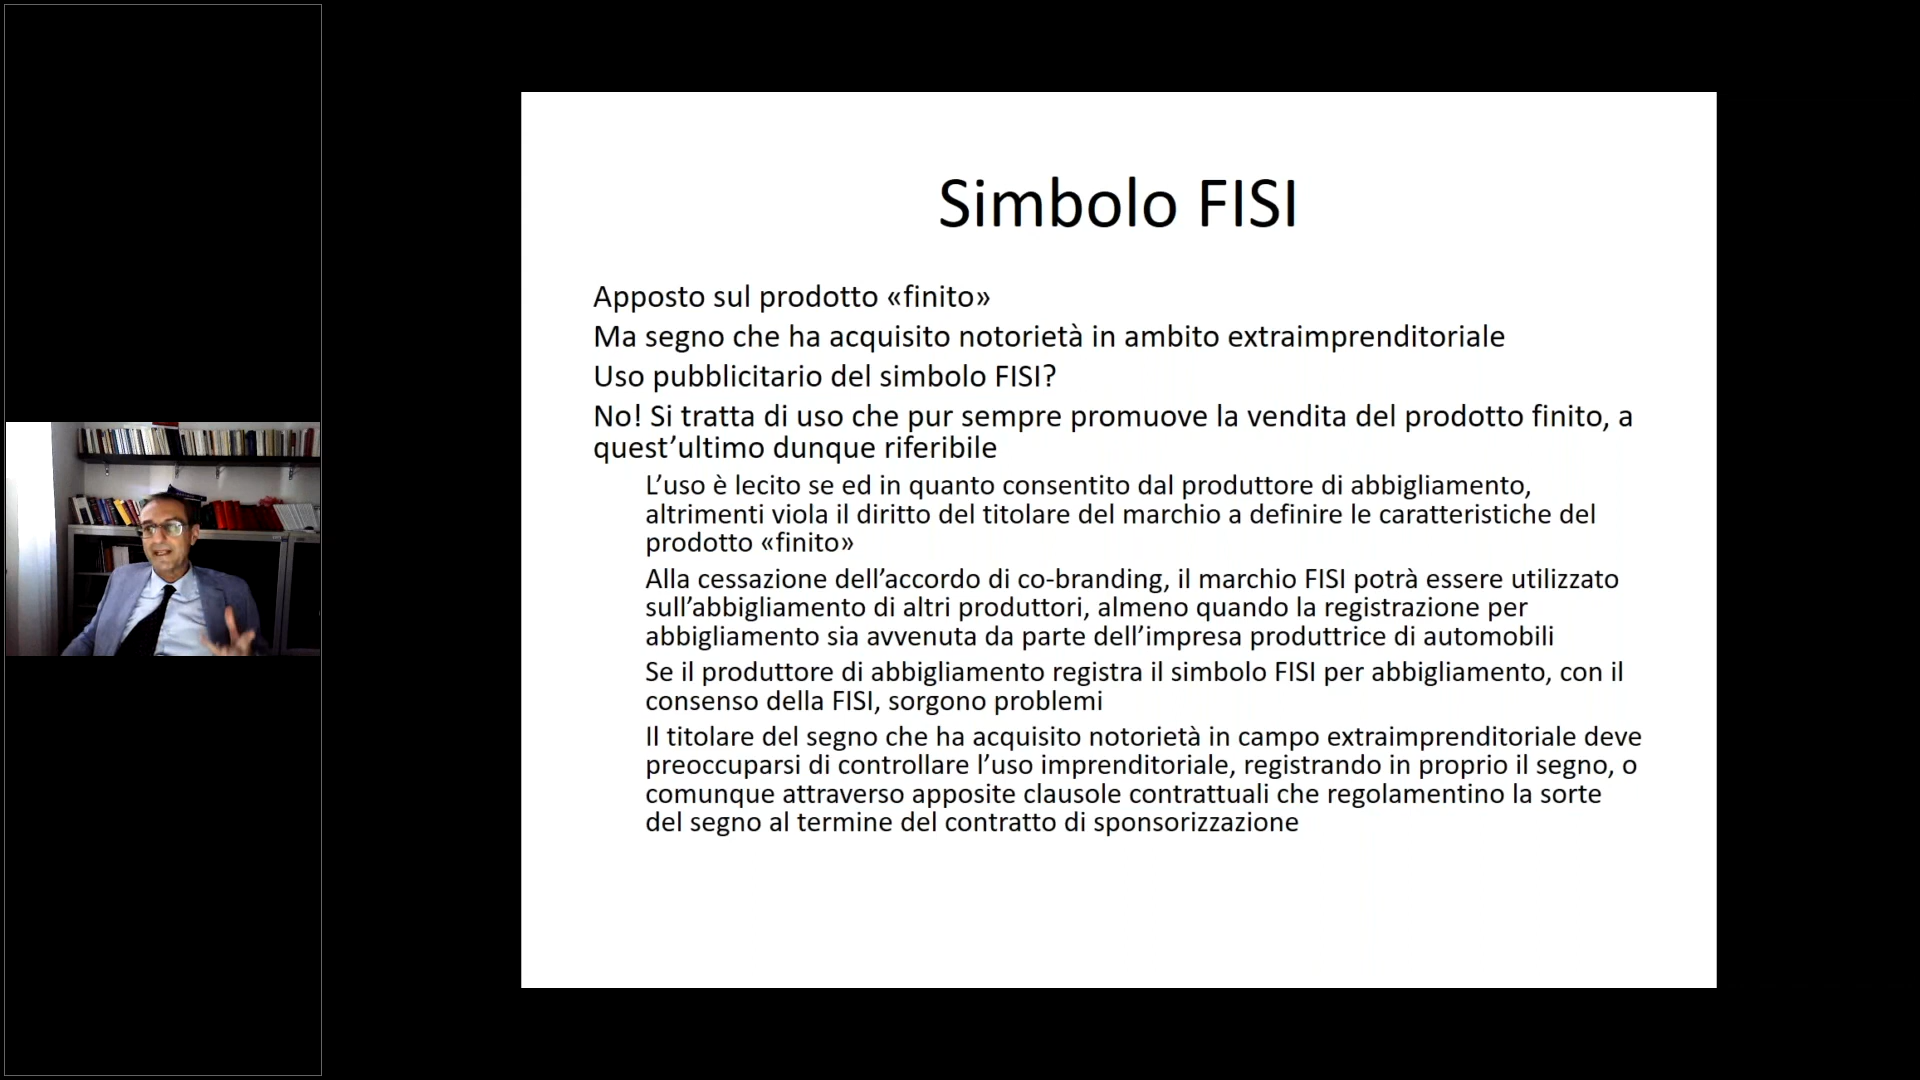 Simbolo FISI
Apposto sul prodotto «finito»
Ma segno che ha acquisito notorietà in ambito extraimprenditoriale
Uso pubblicitario del simbolo FISI?
No! Si tratta di uso che pur sempre promuove la vendita del prodotto finito, a
quest’ultimo dunque riferibile
L’uso è lecito se ed in quanto consentito dal produttore di abbigliamento,
altrimenti viola il diritto del titolare del marchio a definire le caratteristiche del
prodotto «finito»
Alla cessazione dell’accordo di co-branding, il marchio FISI potrà essere utilizzato
sull’abbigliamento di altri produttori, almeno quando la registrazione per
abbigliamento sia avvenuta da parte dell’impresa produttrice di automobili
Se il produttore di abbigliamento registra il simbolo FISI per abbigliamento, con il
consenso della FISI, sorgono problemi
Il titolare del segno che ha acquisito notorietà in campo extraimprenditoriale deve
preoccuparsi di controllare l’uso imprenditoriale, registrando in proprio il segno, o
comunque attraverso apposite clausole contrattuali che regolamentino la sorte
del segno al termine del contratto di sponsorizzazione